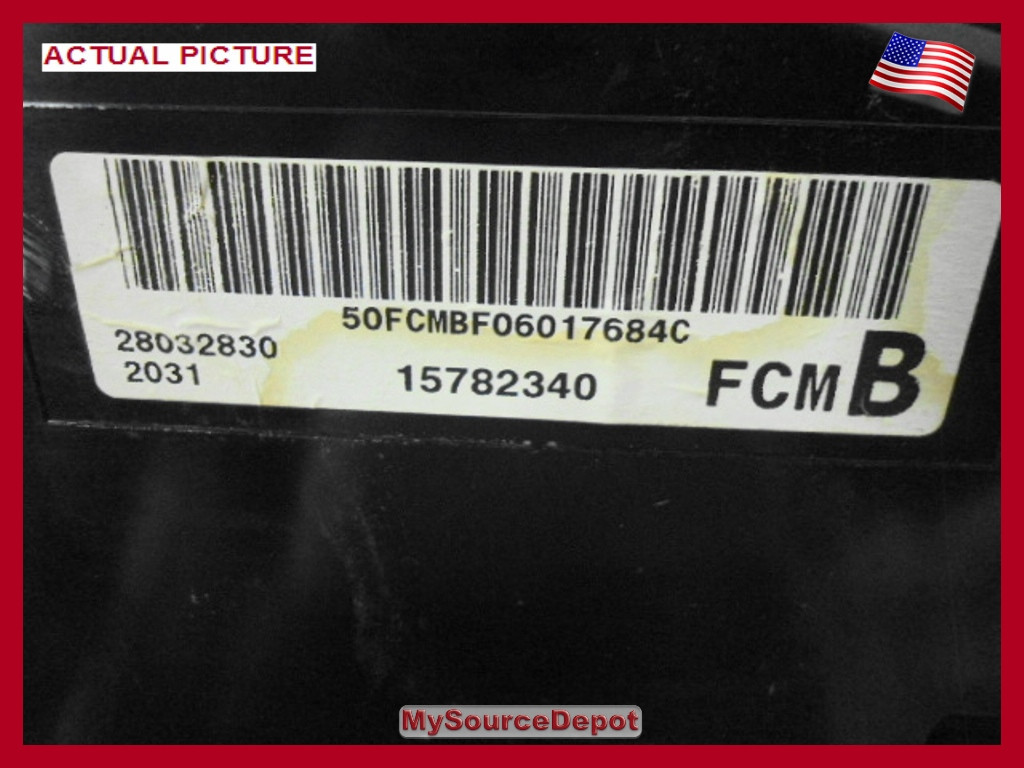 ACTUAL PICTURE
50FCMBF06017684C
28032830
2031
15782340
FCM B
MySourceDepot